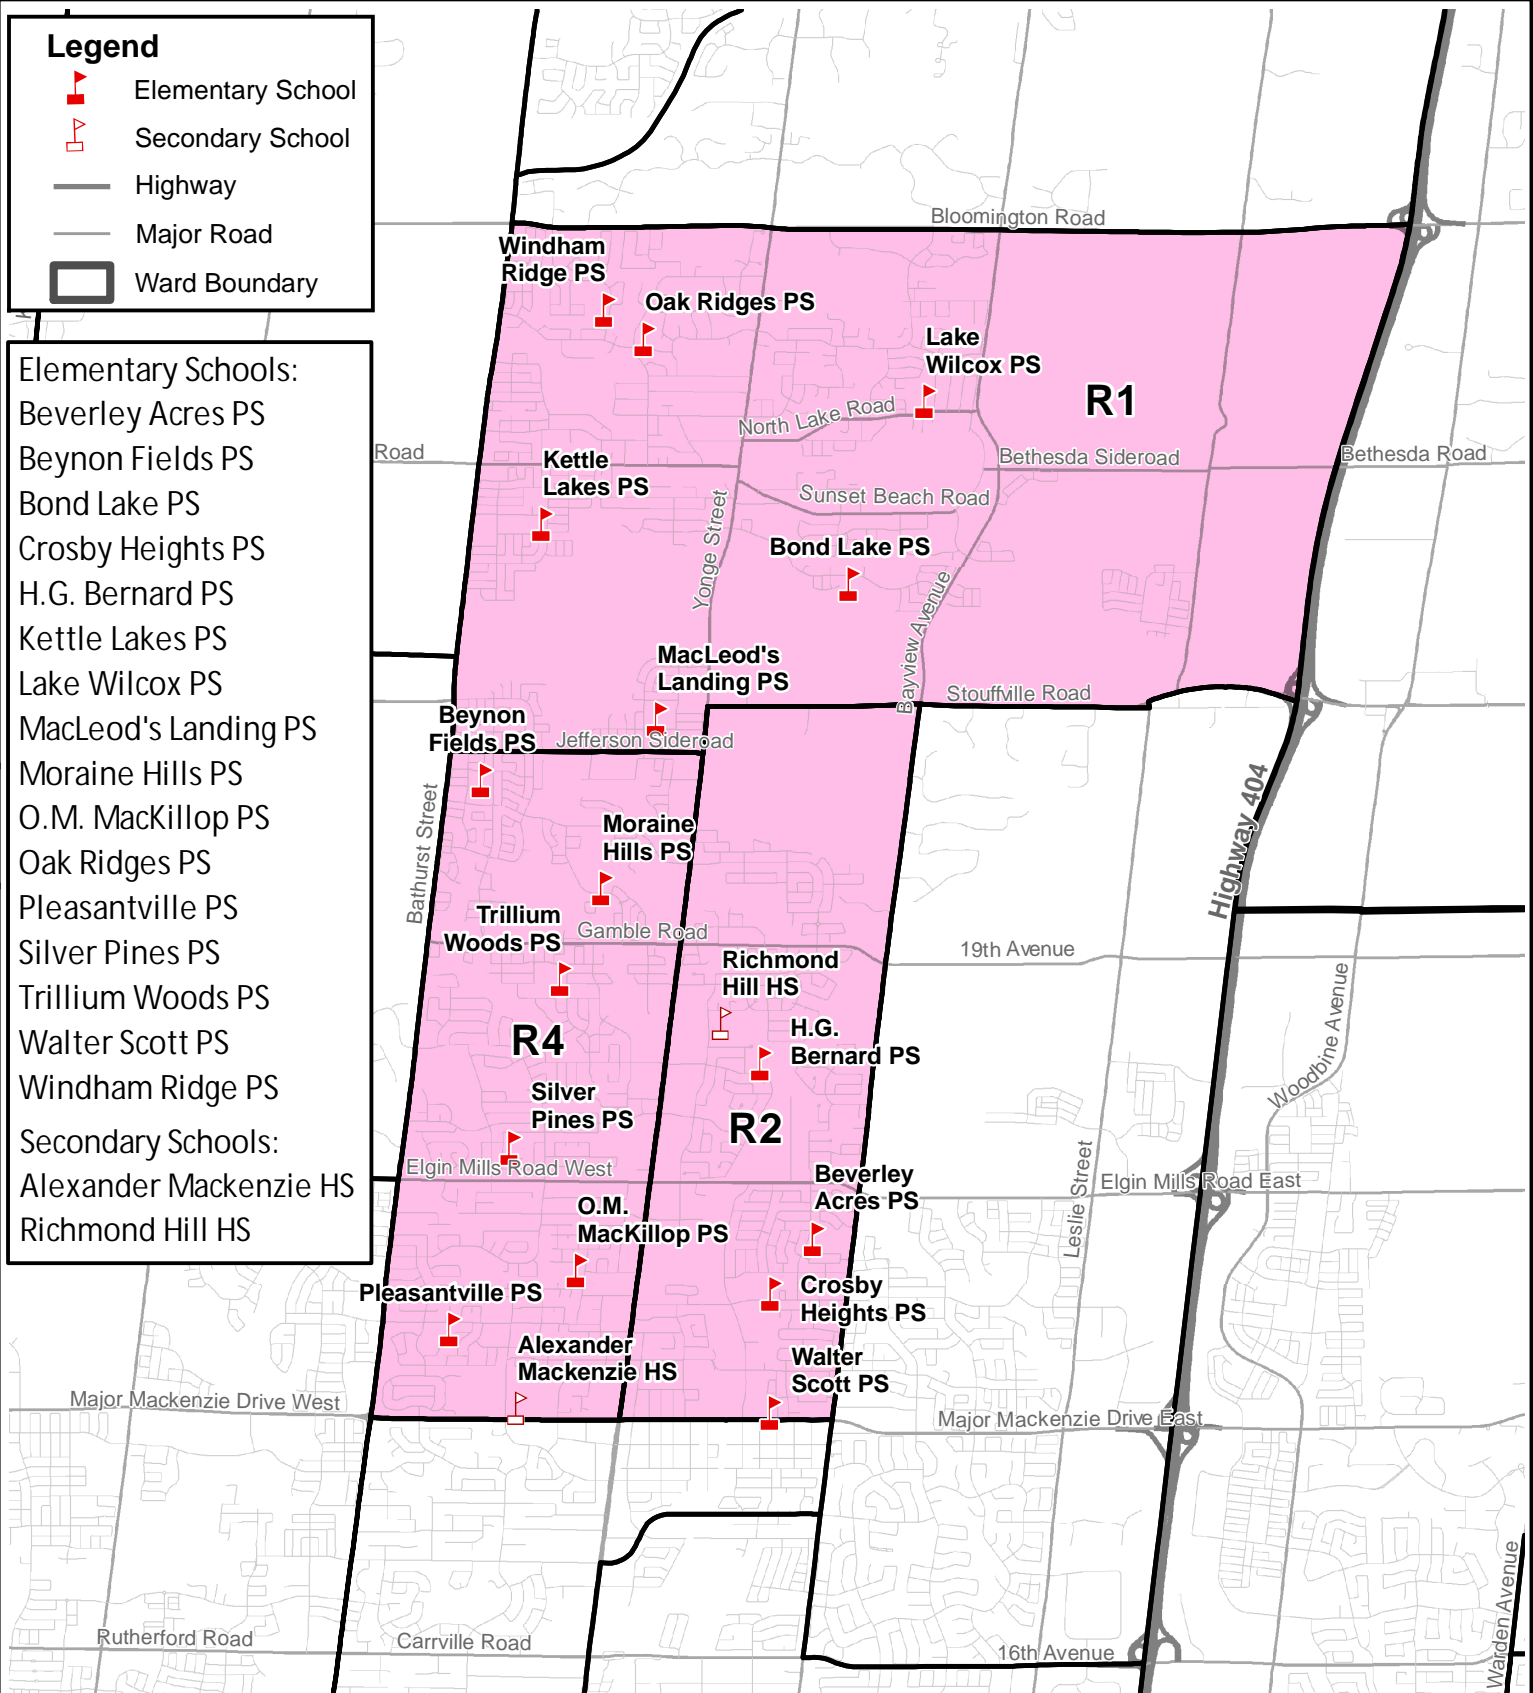 Legend
Elementary School
Secondary School
Highway
Major Road
Ward Boundary
Elementary Schools:
Beverley Acres PS
Beynon Fields PS
Bond Lake PS
Crosby Heights PS
H.G. Bernard PS
Kettle Lakes PS
Lake Wilcox PS
MacLeod's Landing PS
Moraine Hills PS
O.M. MacKillop PS
Oak Ridges PS
Pleasantville PS
Silver Pines PS
Trillium Woods PS
Walter Scott PS
Windham Ridge PS
Secondary Schools:
Alexander Mackenzie HS
Richmond Hill HS
Bloomington Road
Windham
Ridge PS
Oak Ridges PS
Lake
Wilcox PS
R1
North Lake Road
Road
Kettle
Lakes PS
Bethesda Sideroad
Bethesda Road
Sunset Beach Road
Yonge Street
Bond Lake PS
Bayview Avenue
MacLeod's
Landing PS
Stouffville Road
Beynon
Fields PS
Jefferson Sideroad
Bathurst Street
Highway 404
Moraine
Hills PS
Trillium
Woods PS
Gamble Road
19th Avenue
Richmond
Hill HS
R4
H.G.
Bernard PS
Woodbine Avenue
Silver
Pines PS
R2
Elgin Mills Road West
Beverley
Acres PS
Elgin Mills Road East
Leslie Street
O.M.
MacKillop PS
Pleasantville PS
Crosby
Heights PS
Alexander
Mackenzie HS
Walter
Scott PS
Major Mackenzie Drive West
Major Mackenzie Drive East
Rutherford Road
Carrville Road
16th Avenue
Warden Avenue